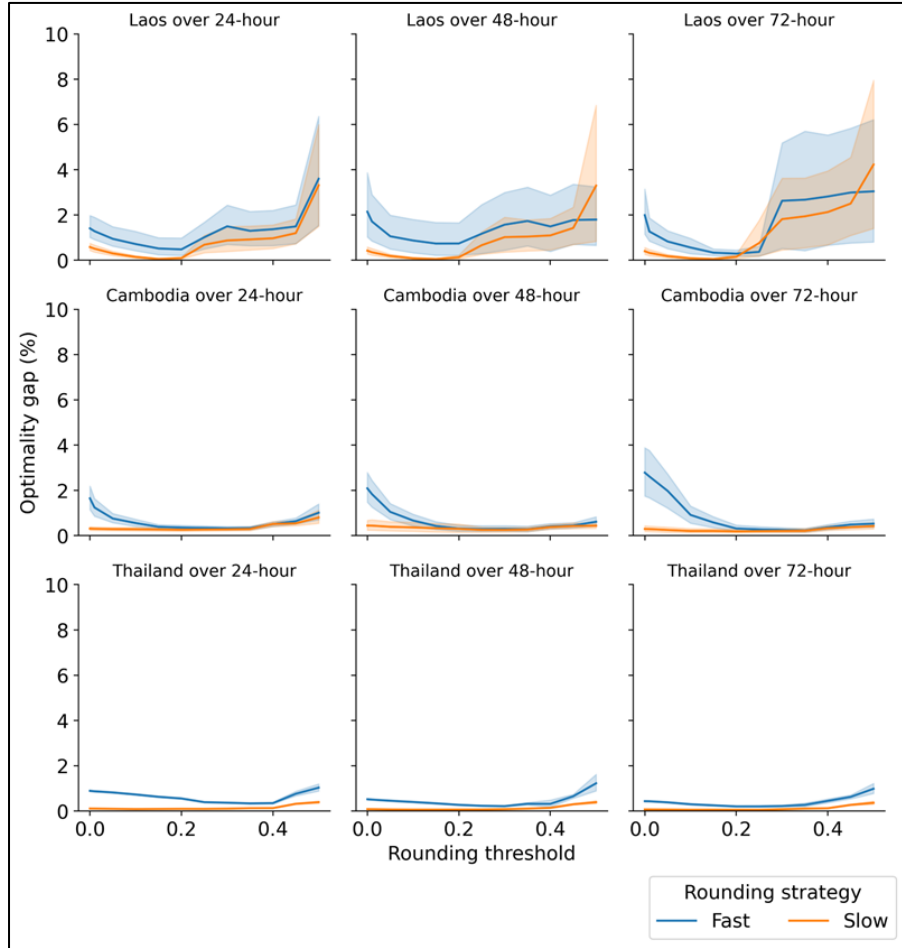 Laos over 24-hour
Laos over 48-hour
Laos over 72-hour
10
8
6
4
2
0
Cambodia over 24-hour
Cambodia over 48-hour
Cambodia over 72-hour
10
8
6
4
2
0
Optimality gap (%)
Thailand over 24-hour
Thailand over 48-hour
Thailand over 72-hour
10
8
6
4
2
0
0.0 0.2 0.4
0.0 0.2 0.4
0.0 0.2 0.4
Rounding threshold
Rounding strategy
Fast Slow